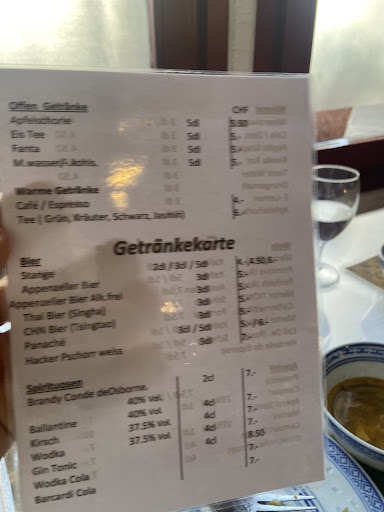 Offen Getränke CHF
Apfelschorle 5dl 5.50
Eis Tee 5dl 5.-
Fanta 5dl 5.-
M.wasser/+.kohls. 5dl 5.-
Warme Getränke
Café / Espresso 4.-
Tee ( Grün, Kräuter, Schwarz, Jasmin) 5.-
Getränkekarte
Bier
Stange 2dl / 3dl / 5dl 4.-/4.50/6.-
Appenzeller Bier 3dl 5.-
Appenzeller Bier Alk.frei 3dl 5.-
Thai Bier (Singha) 3dl 5.-
CHN Bier (Tsingtao) 3dl 5.-
Panaché 3dl / 5dl 5.-/ 6.-
Hacker Pschorr weiss 5dl 7.-
Spirituosen
Brandy Conde deOsborne. 2cl 7.-
Ballantine 40% vol. 4cl 7.-
Kirsch 40% vol. 4cl 7.-
Wodka 37.5% vol. 4cl 7.-
Gin Tonic 37.5% vol. 4cl 8.50
Wodka Cola 7.-
Barcardi Cola 7.-